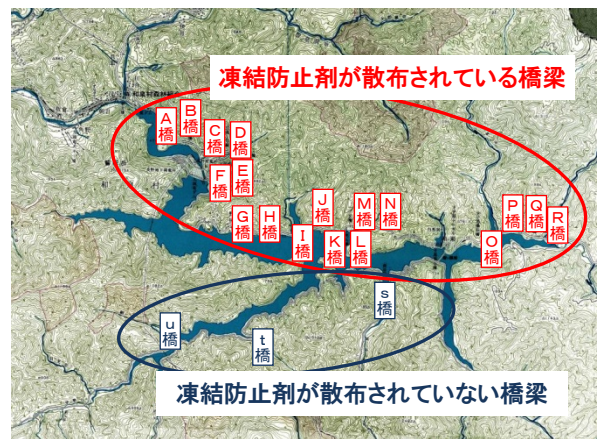 凍結防止剤が散布されている橋梁
A橋
B橋
C橋
D橋
F橋
E橋
G橋
H橋
I橋
J橋
K橋
M橋
N橋
L橋
O橋
P橋
Q橋
R橋
s橋
t橋
u橋
凍結防止剤が散布されていない橋梁